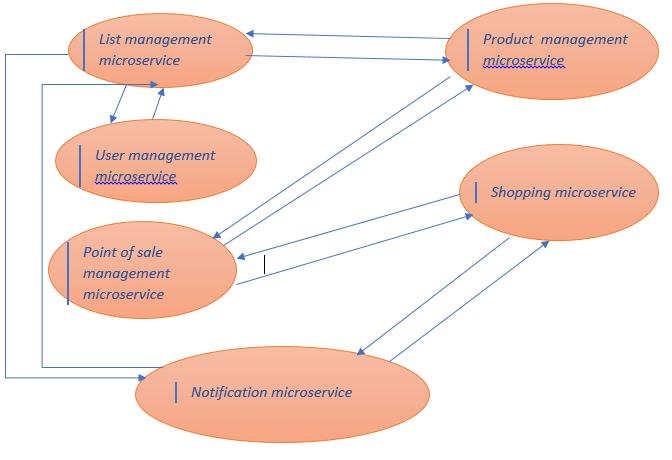 List management
microservice
Product  management
microservice
User management
microservice
Shopping microservice
Point of sale
management
microservice
Notification microservice